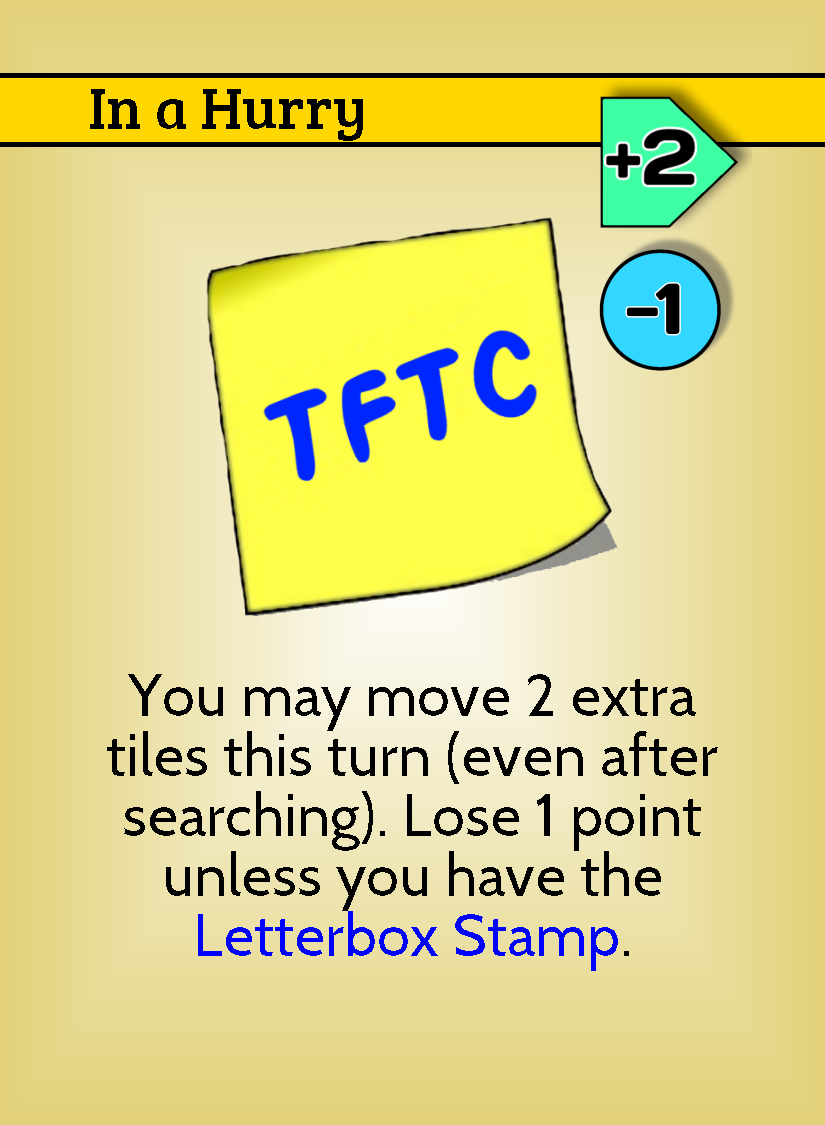 In a Hurry
+2
-1
TFTC
You may move 2 extra
tiles this turn (even after
searching). Lose 1 point
unless you have the
Letterbox Stamp.